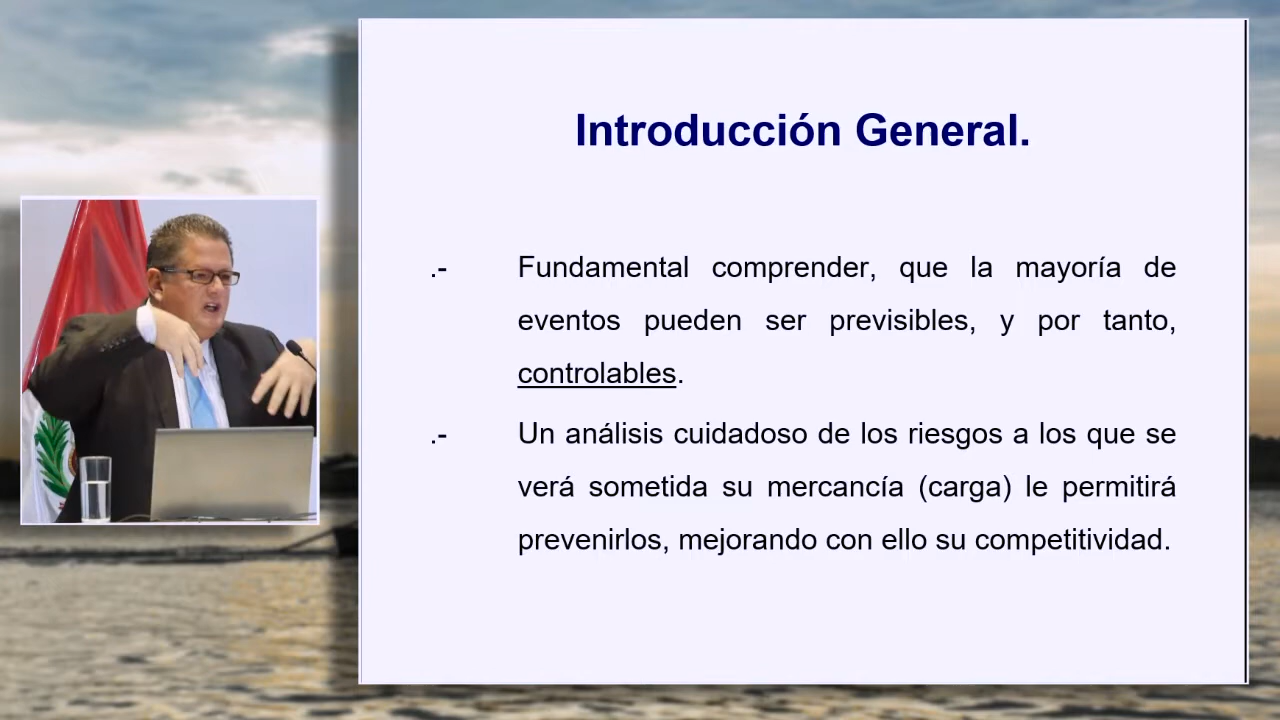 Introducción General.
.- Fundamental comprender, que la mayoría de
eventos pueden ser previsibles, y por tanto,
controlables.
.- Un análisis cuidadoso de los riesgos a los que se
verá sometida su mercancía (carga) le permitirá
prevenirlos, mejorando con ello su competitividad.